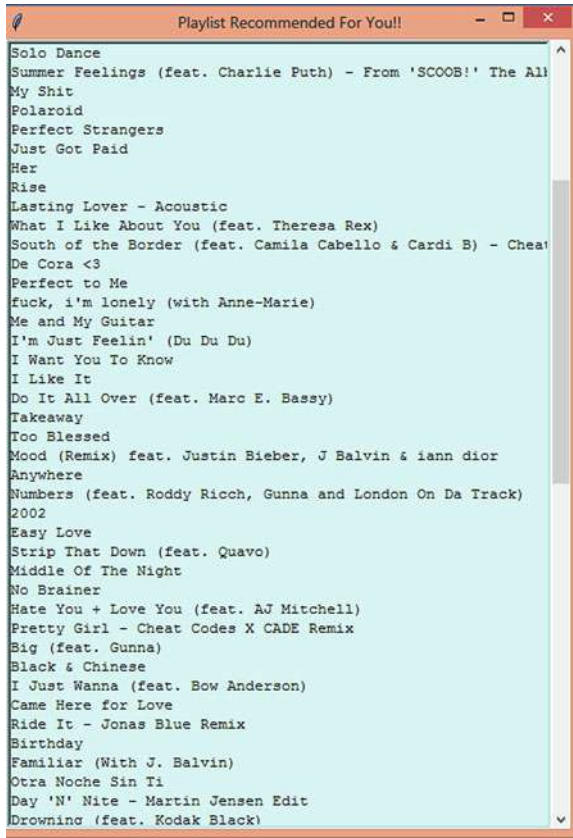 Playlist Recommended For You!!
Solo Dance
Summer Feelings (feat. Charlie Puth) - From 'SCOOB!' The Al
My Shit
Polaroid
Perfect Strangers
Just Got Paid
Her
Rise
Lasting Lover - Acoustic
What I Like About You (feat. Theresa Rex)
South of the Border (feat. Camila Cabello & Cardi B) - Cheat
De Cora <3
Perfect to Me
fuck, i'm lonely (with Anne-Marie)
Me and My Guitar
I'm Just Feelin' (Du Du Du)
I Want You To Know
I Like It
Do It All Over (feat. Marc E. Bassy)
Takeaway
Too Blessed
Mood (Remix) feat. Justin Bieber, J Balvin & iann dior
Anywhere
Numbers (feat. Roddy Ricch, Gunna and London On Da Track)
2002
Easy Love
Strip That Down (feat. Quavo)
Middle Of The Night
No Brainer
Hate You + Love You (feat. AJ Mitchell)
Pretty Girl - Cheat Codes X CADE Remix
Big (feat. Gunna)
Black & Chinese
I Just Wanna (feat. Bow Anderson)
Came Here for Love
Ride It - Jonas Blue Remix
Birthday
Familiar (With J. Balvin)
Otra Noche Sin Ti
Day 'N' Nite - Martin Jensen Edit
Drowning (feat. Kodak Black)